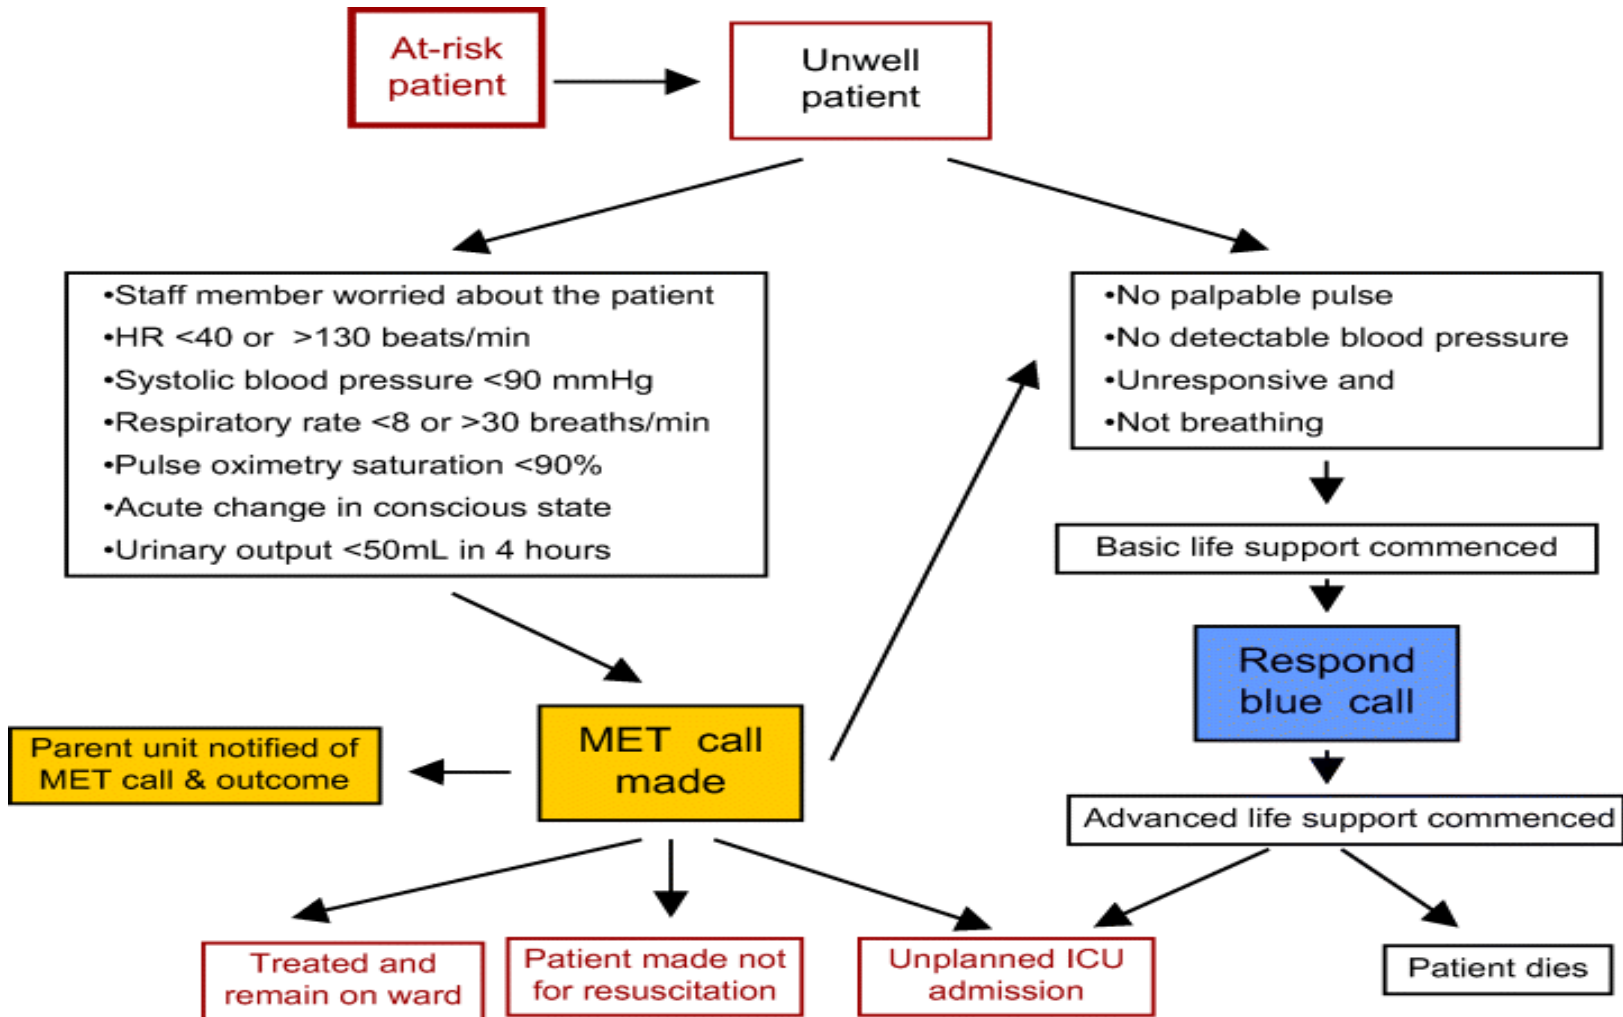 At-risk
patient
Unwell
patient
•Staff member worried about the patient
•HR <40 or  >130 beats/min
•Systolic blood pressure <90 mmHg
•Respiratory rate <8 or >30 breaths/min
•Pulse oximetry saturation <90%
•Acute change in conscious state
•Urinary output <50mL in 4 hours
•No palpable pulse
•No detectable blood pressure
•Unresponsive and
•Not breathing
Basic life support commenced
Respond
blue  call
Advanced life support commenced
MET  call
made
Parent unit notified of
MET call & outcome
Treated and
remain on ward
Patient made not
for resuscitation
Unplanned ICU
admission
Patient dies